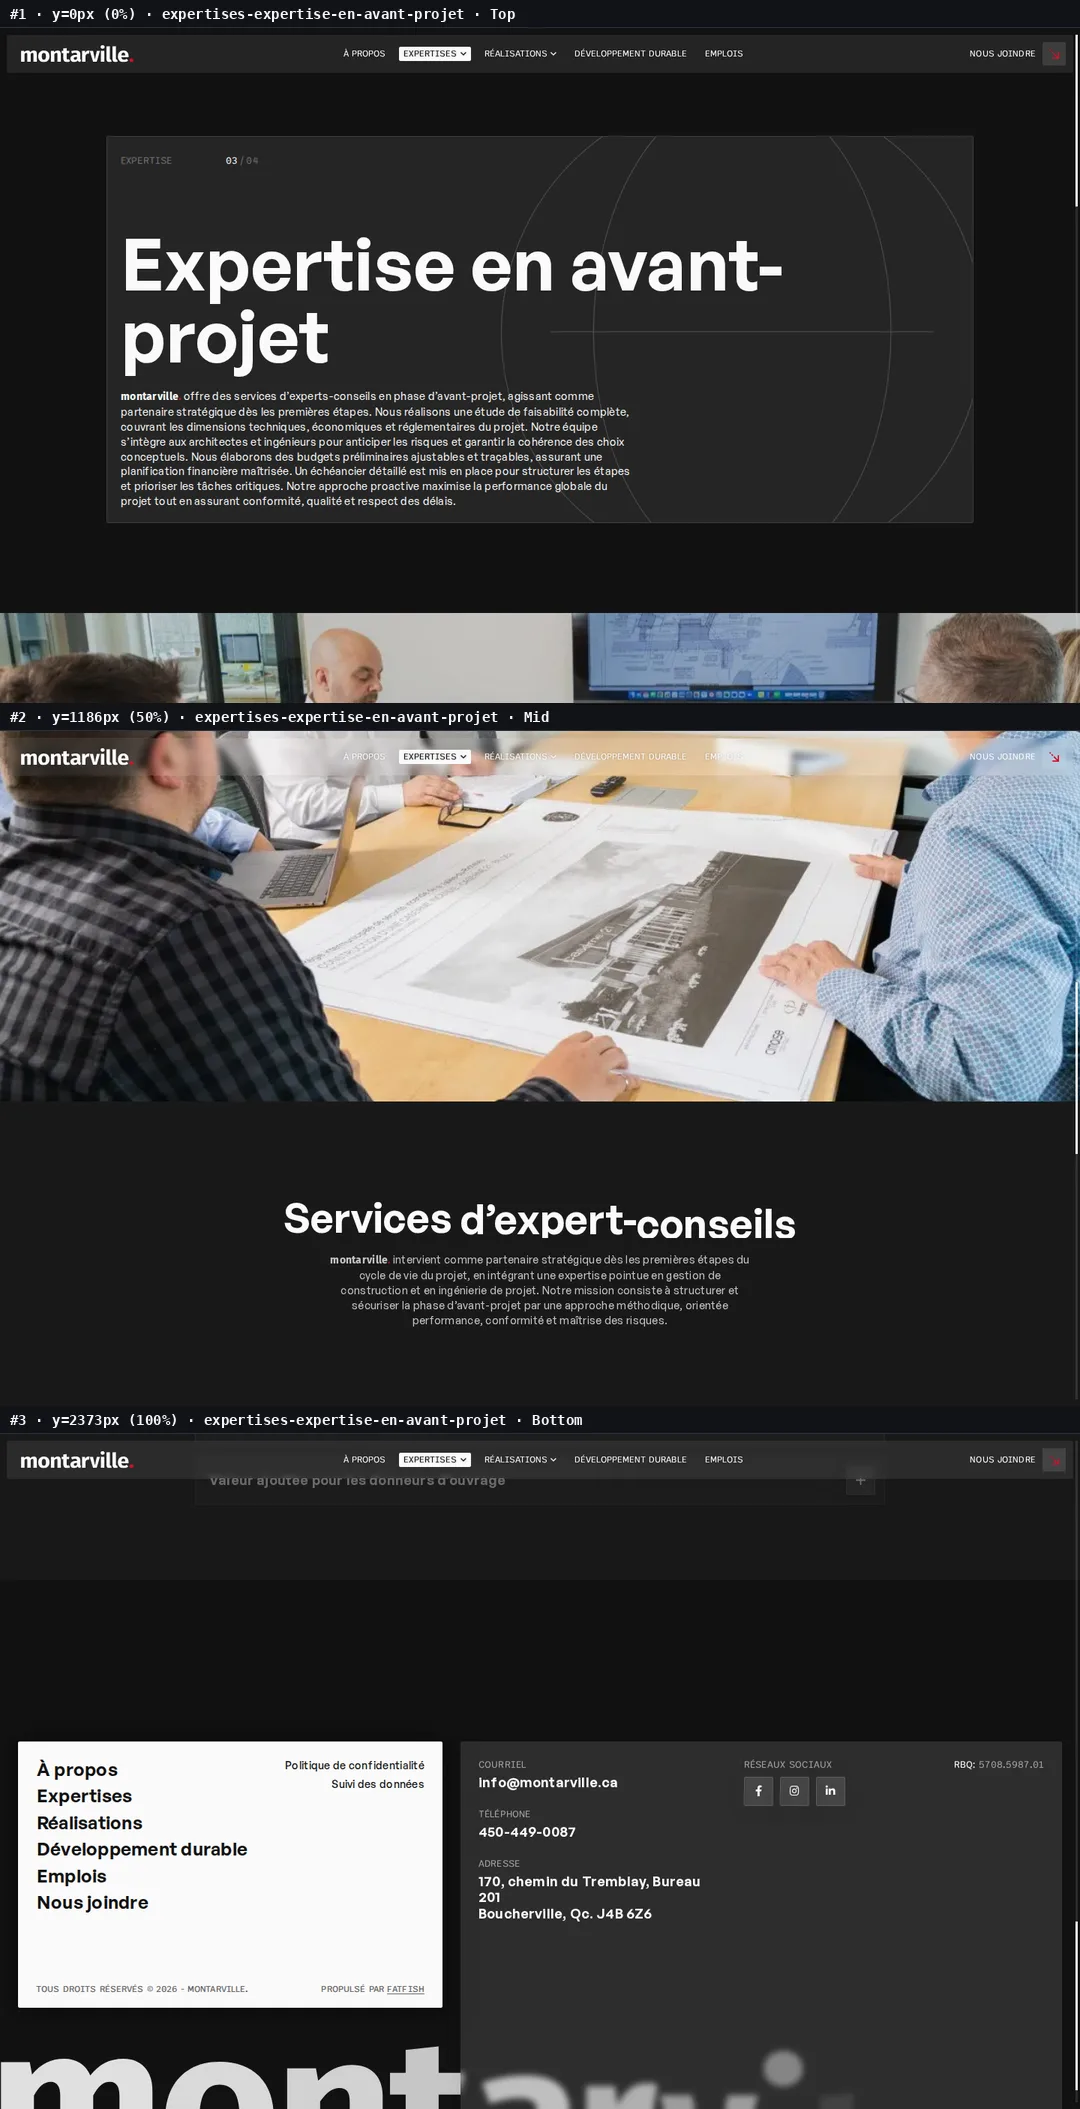 #1 · y=0px (0%) · expertises-expertise-en-avant-projet · Top
montarville.
À PROPOS EXPERTISES RÉALISATIONS DÉVELOPPEMENT DURABLE EMPLOIS NOUS JOINDRE
EXPERTISE 03 / 04
Expertise en avant-
projet
montarville. offre des services d’experts-conseils en phase d’avant-projet, agissant comme
partenaire stratégique dès les premières étapes. Nous réalisons une étude de faisabilité complète,
couvrant les dimensions techniques, économiques et réglementaires du projet. Notre équipe
s’intègre aux architectes et ingénieurs pour anticiper les risques et garantir la cohérence des choix
conceptuels. Nous élaborons des budgets préliminaires ajustables et traçables, assurant une
planification financière maîtrisée. Un échéancier détaillé est mis en place pour structurer les étapes
et prioriser les tâches critiques. Notre approche proactive maximise la performance globale du
projet tout en assurant conformité, qualité et respect des délais.
#2 · y=1186px (50%) · expertises-expertise-en-avant-projet · Mid
montarville.
À PROPOS EXPERTISES RÉALISATIONS DÉVELOPPEMENT DURABLE EMPLOIS NOUS JOINDRE
Services d’expert-conseils
montarville. intervient comme partenaire stratégique dès les premières étapes du
cycle de vie du projet, en intégrant une expertise pointue en gestion de
construction et en ingénierie de projet. Notre mission consiste à structurer et
sécuriser la phase d’avant-projet par une approche méthodique, orientée
performance, conformité et maîtrise des risques.
#3 · y=2373px (100%) · expertises-expertise-en-avant-projet · Bottom
montarville.
À PROPOS EXPERTISES RÉALISATIONS DÉVELOPPEMENT DURABLE EMPLOIS NOUS JOINDRE
Valeur ajoutée pour les donneurs d’ouvrage +
À propos
Expertises
Réalisations
Développement durable
Emplois
Nous joindre
Politique de confidentialité
Suivi des données
TOUS DROITS RÉSERVÉS © 2026 - MONTARVILLE. PROPULSÉ PAR FATFISH
COURRIEL
info@montarville.ca
TÉLÉPHONE
450-449-0087
ADRESSE
170, chemin du Tremblay, Bureau
201
Boucherville, Qc. J4B 6Z6
RÉSEAUX SOCIAUX
RBQ: 5708.5987.01